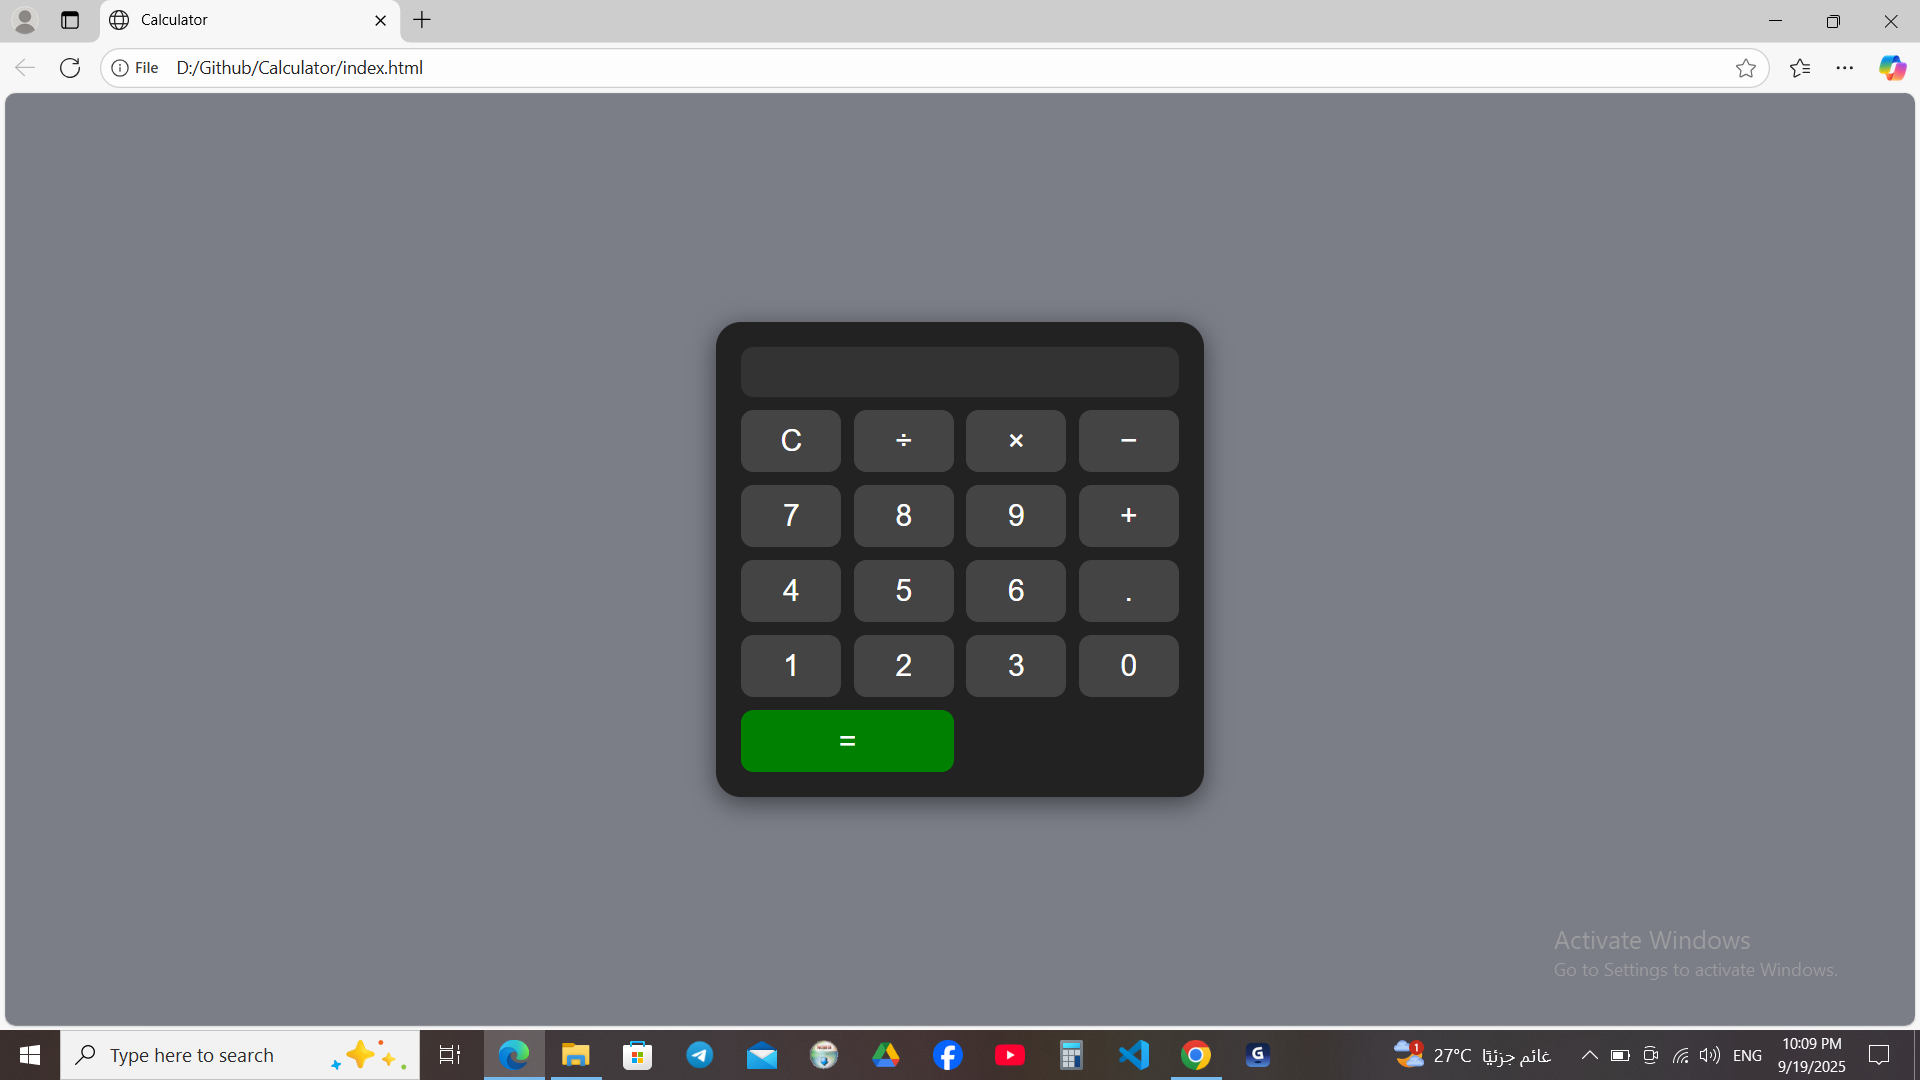 Calculator
File D:/Github/Calculator/index.html
C ÷ × −
7 8 9 +
4 5 6 .
1 2 3 0
=
Activate Windows
Go to Settings to activate Windows.
Type here to search
G
1
27°C غائم جزئيًا
ENG
10:09 PM
9/19/2025